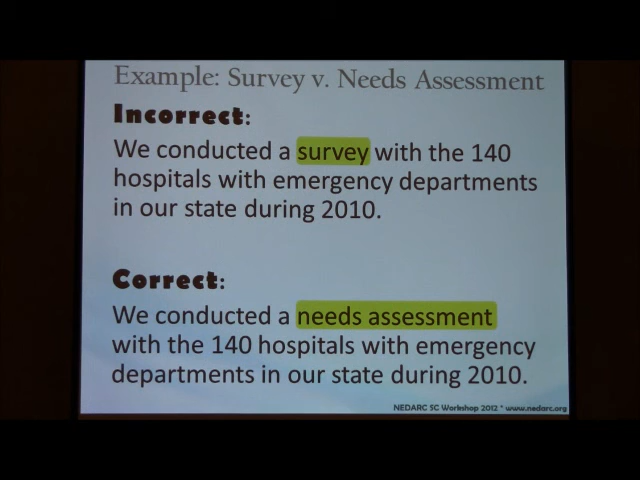 Example: Survey v. Needs Assessment
Incorrect:
We conducted a survey with the 140
hospitals with emergency departments
in our state during 2010.
Correct:
We conducted a needs assessment
with the 140 hospitals with emergency
departments in our state during 2010.
NEDARC SC Workshop 2012 * www.nedarc.org